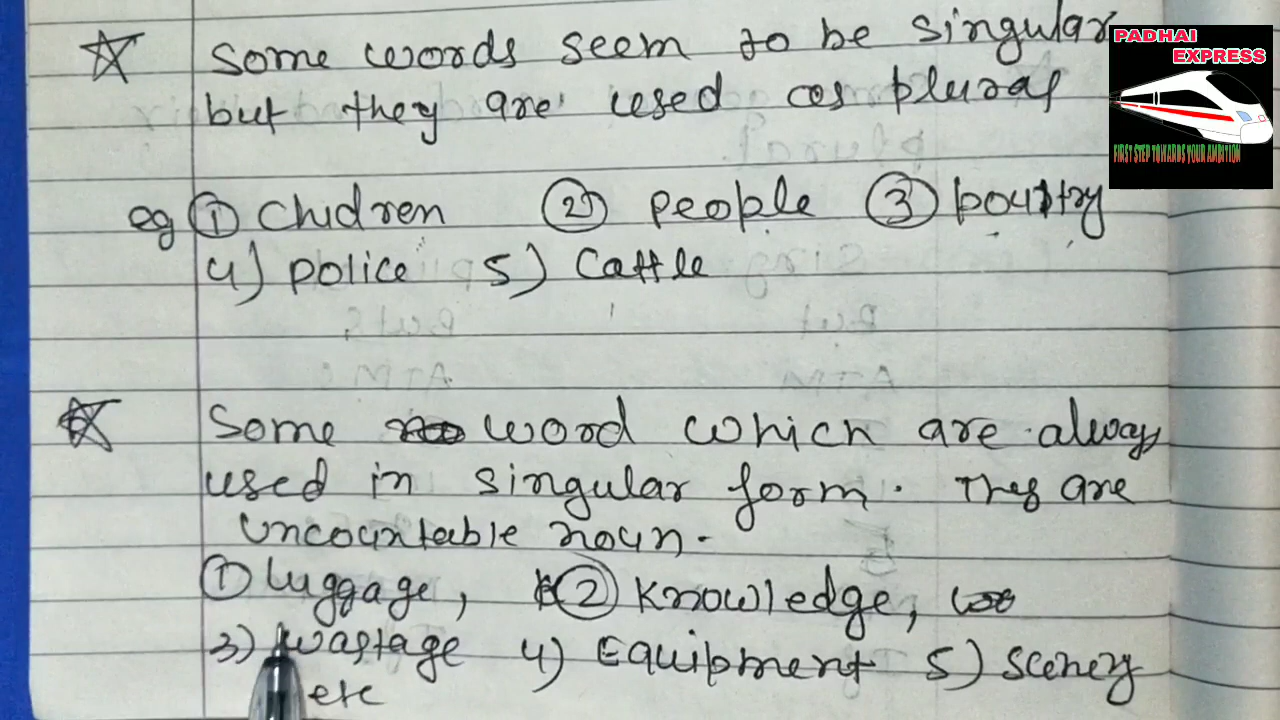 Some words seem to be singular
but they are used as plural
eg ① Chidren ② people ③ poultry
4) police 5) Cattle
Some word which are always
used in singular form. They are
Uncountable noun.
① luggage, ② Knowledge,
3) wastage 4) Equipment 5) Scenery
etc
PADHAI
EXPRESS
FIRST STEP TOWARDS YOUR AMBITION